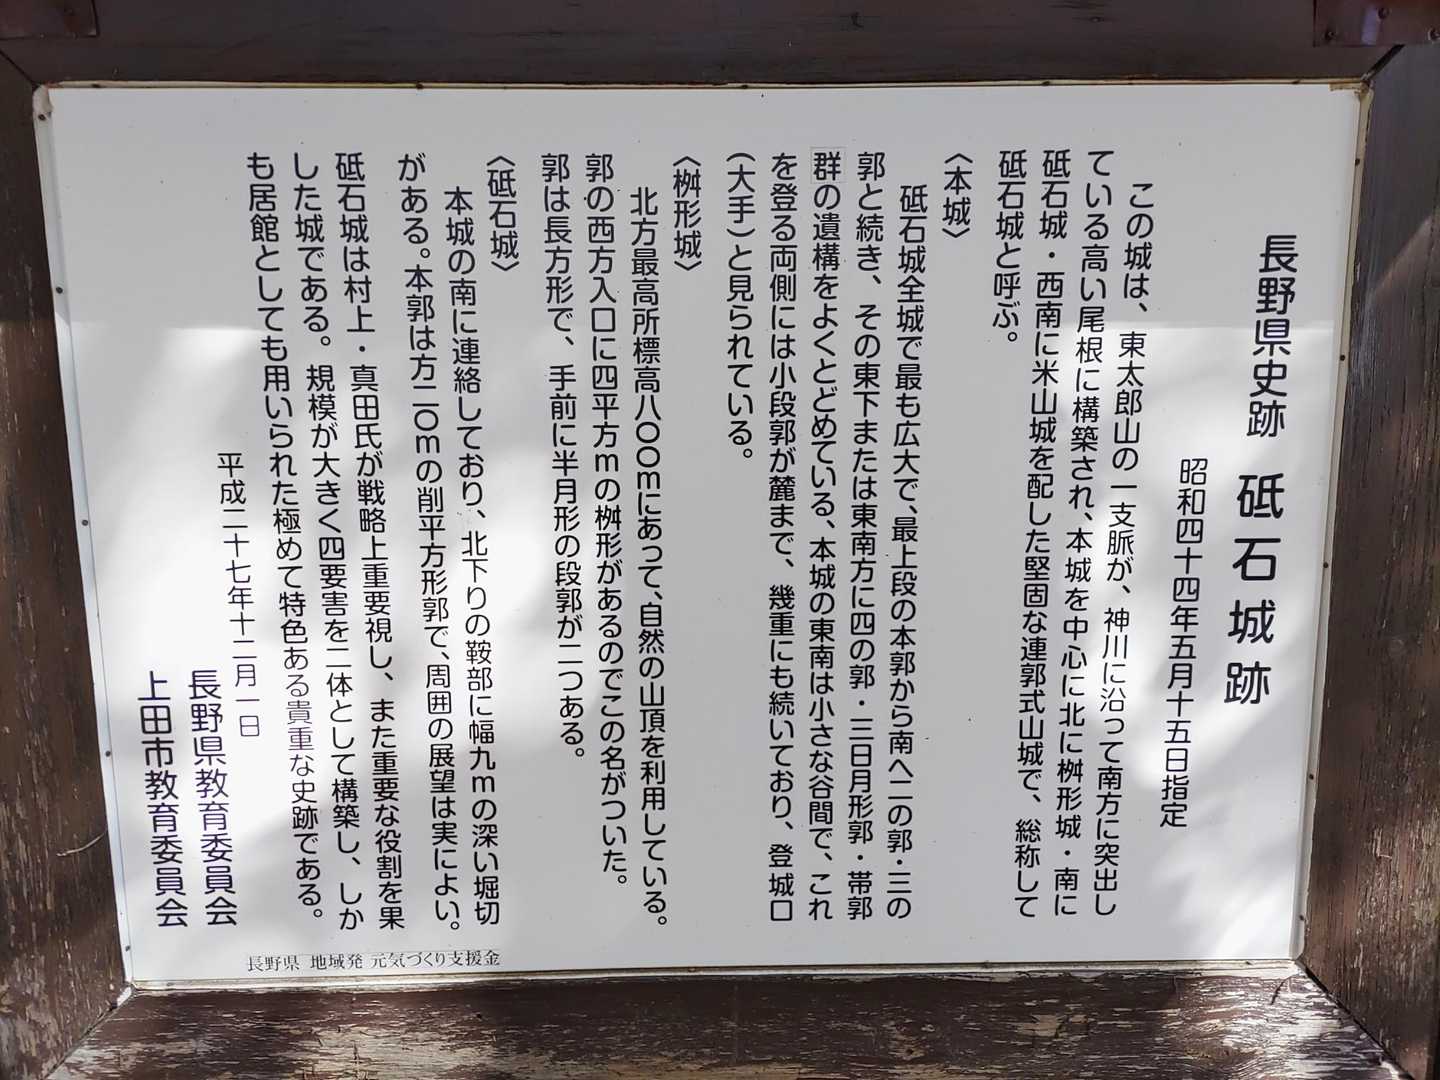 長野県史跡 砥石城跡
昭和四十四年五月十五日指定
この城は、東太郎山の一支脈が、神川に沿って南方に突出し
ている高い尾根に構築され、本城を中心に北に桝形城・南に
砥石城・西南に米山城を配した堅固な連郭式山城で、総称して
砥石城と呼ぶ。
〈本城〉
砥石城全城で最も広大で、最上段の本郭から南へ二の郭・三の
郭と続き、その東下または東南方に四の郭・三日月形郭・帯郭
群の遺構をよくとどめている、本城の東南は小さな谷間で、これ
を登る両側には小段郭が麓まで、幾重にも続いており、登城口
（大手）と見られている。
〈桝形城〉
北方最高所標高八〇〇mにあって、自然の山頂を利用している。
郭の西方入口に四平方mの桝形があるのでこの名がついた。
郭は長方形で、手前に半月形の段郭が二つある。
〈砥石城〉
本城の南に連絡しており、北下りの鞍部に幅九mの深い堀切
がある。本郭は方二〇mの削平方形郭で、周囲の展望は実によい。
砥石城は村上・真田氏が戦略上重要視し、また重要な役割を果
した城である。規模が大きく四要害を二体として構築し、しか
も居館としても用いられた極めて特色ある貴重な史跡である。
平成二十七年十二月一日
長野県教育委員会
上田市教育委員会
長野県 地域発 元気づくり支援金